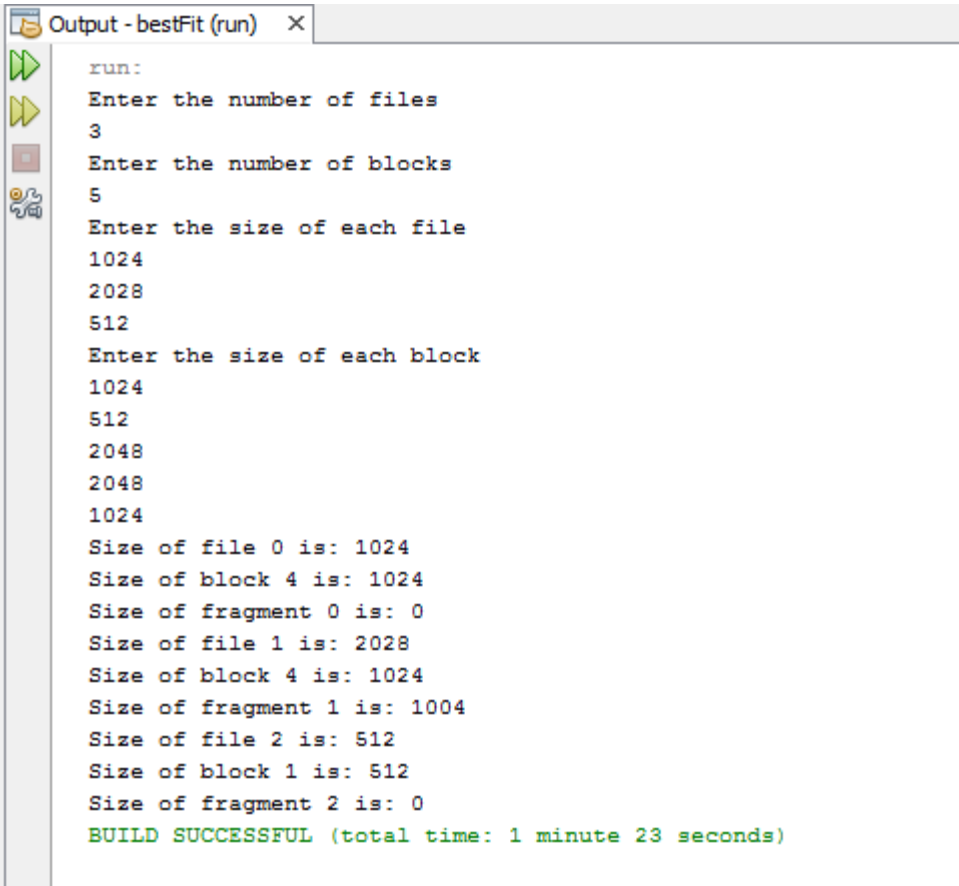 Output - bestFit (run)
run:
Enter the number of files
3
Enter the number of blocks
5
Enter the size of each file
1024
2028
512
Enter the size of each block
1024
512
2048
2048
1024
Size of file 0 is: 1024
Size of block 4 is: 1024
Size of fragment 0 is: 0
Size of file 1 is: 2028
Size of block 4 is: 1024
Size of fragment 1 is: 1004
Size of file 2 is: 512
Size of block 1 is: 512
Size of fragment 2 is: 0
BUILD SUCCESSFUL (total time: 1 minute 23 seconds)